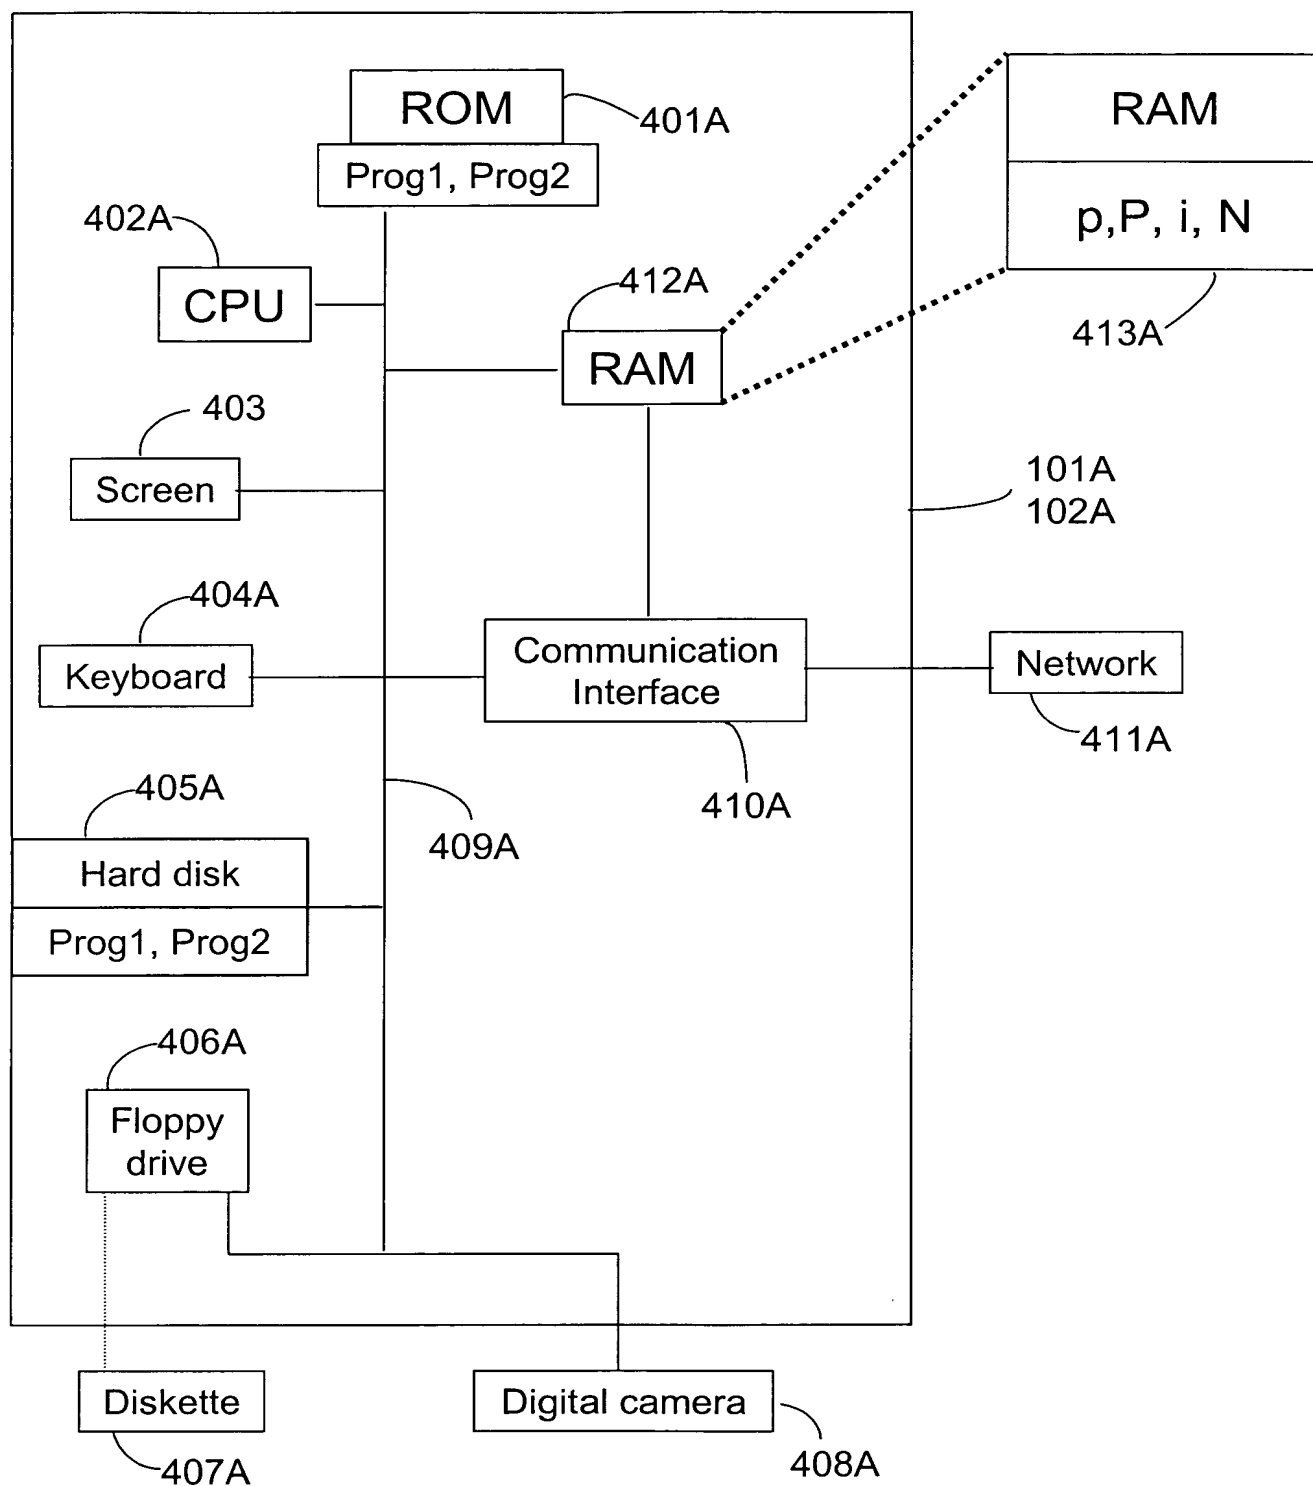 ROM
401A
RAM
Prog1, Prog2
p,P, i, N
402A
CPU
412A
RAM
413A
403
Screen
101A
102A
404A
Keyboard
Communication
Interface
Network
411A
405A
410A
409A
Hard disk
Prog1, Prog2
406A
Floppy
drive
Diskette
Digital camera
407A
408A